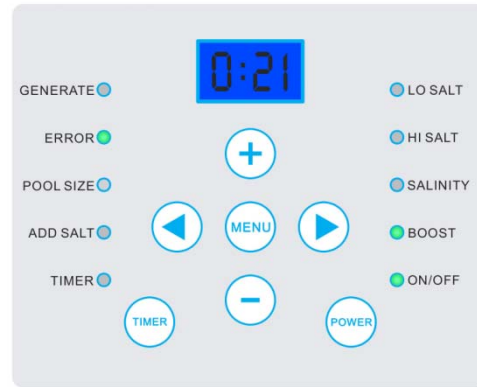 0:21
GENERATE
LO SALT
ERROR
HI SALT
+
POOL SIZE
SALINITY
ADD SALT
MENU
BOOST
TIMER
−
ON/OFF
TIMER
POWER